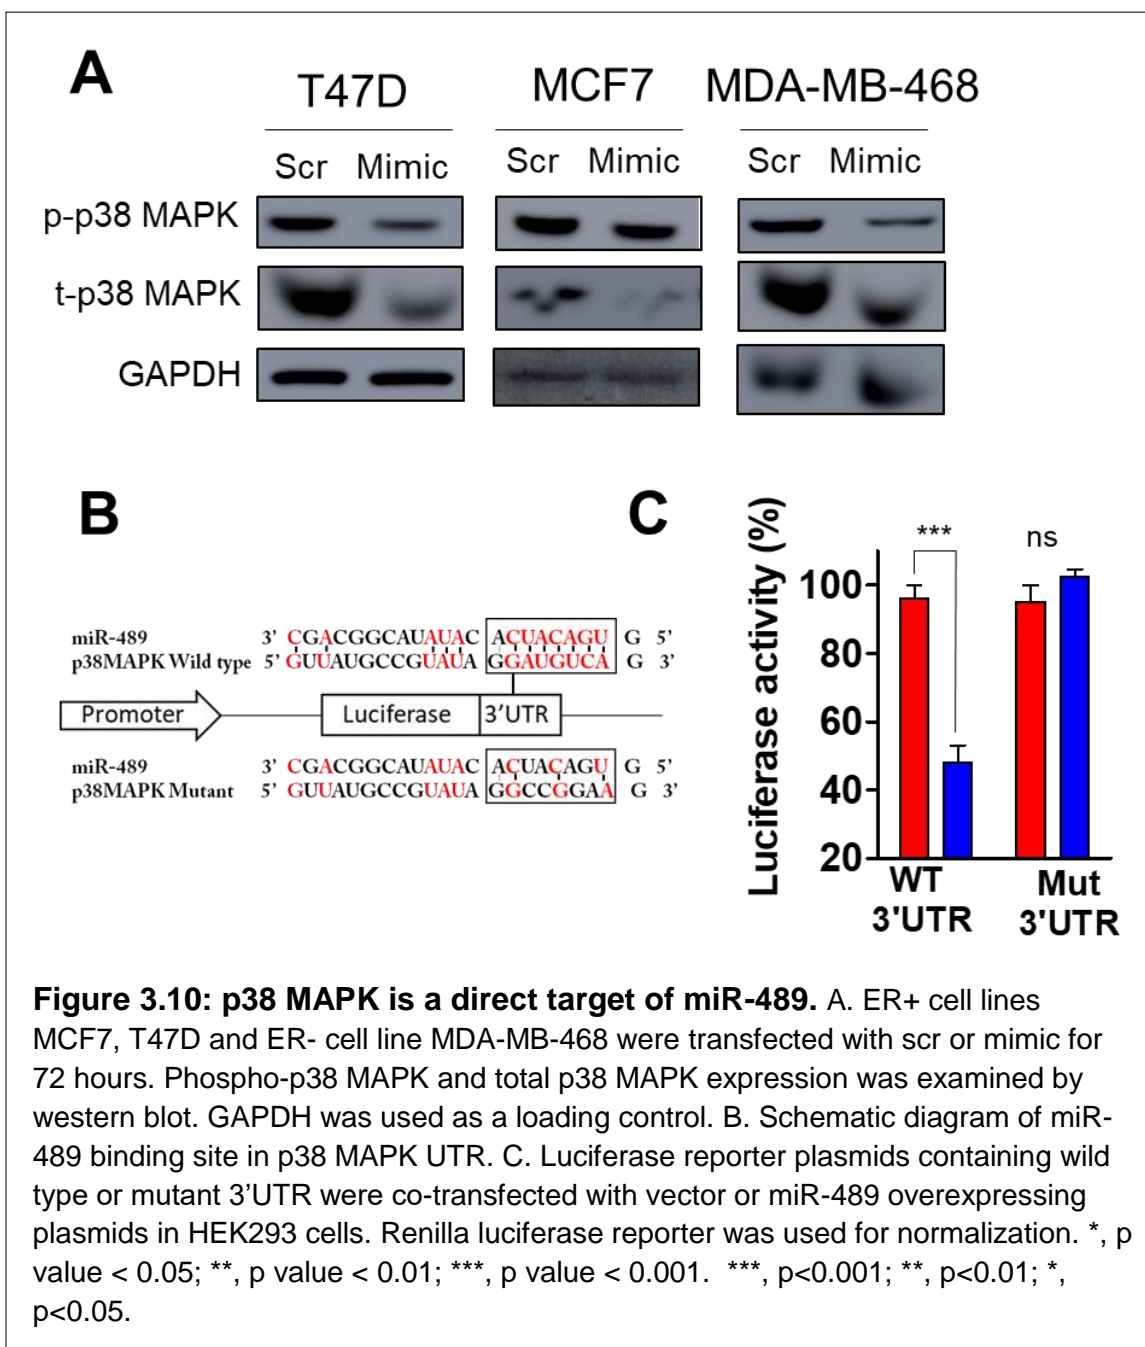 A
T47D MCF7 MDA-MB-468
Scr Mimic Scr Mimic Scr Mimic
p-p38 MAPK
t-p38 MAPK
GAPDH
B
miR-489 3' CGACGGCAUAUAC ACUACAGU G 5'
p38MAPK Wild type 5' GUUAUGCCGUAUA GGAUGUCA G 3'
Promoter Luciferase 3'UTR
miR-489 3' CGACGGCAUAUAC ACUACAGU G 5'
p38MAPK Mutant 5' GUUAUGCCGUAUA GGCCGGAA G 3'
C
Luciferase activity (%)
*** ns
100
80
60
40
20
WT Mut
3'UTR 3'UTR
Figure 3.10: p38 MAPK is a direct target of miR-489. A. ER+ cell lines
MCF7, T47D and ER- cell line MDA-MB-468 were transfected with scr or mimic for
72 hours. Phospho-p38 MAPK and total p38 MAPK expression was examined by
western blot. GAPDH was used as a loading control. B. Schematic diagram of miR-
489 binding site in p38 MAPK UTR. C. Luciferase reporter plasmids containing wild
type or mutant 3'UTR were co-transfected with vector or miR-489 overexpressing
plasmids in HEK293 cells. Renilla luciferase reporter was used for normalization. *, p
value < 0.05; **, p value < 0.01; ***, p value < 0.001. ***, p<0.001; **, p<0.01; *,
p<0.05.